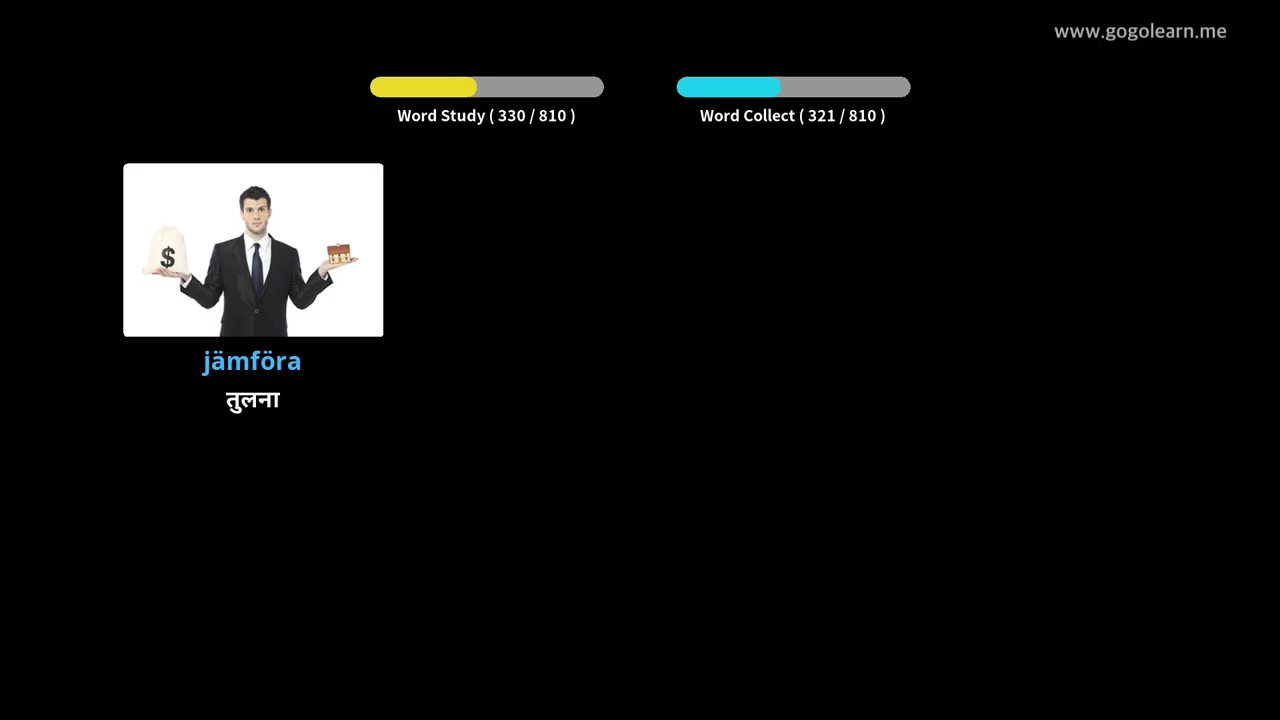 www.gogolearn.me
Word Study ( 330 / 810 )
Word Collect ( 321 / 810 )
$
jämföra
तुलना